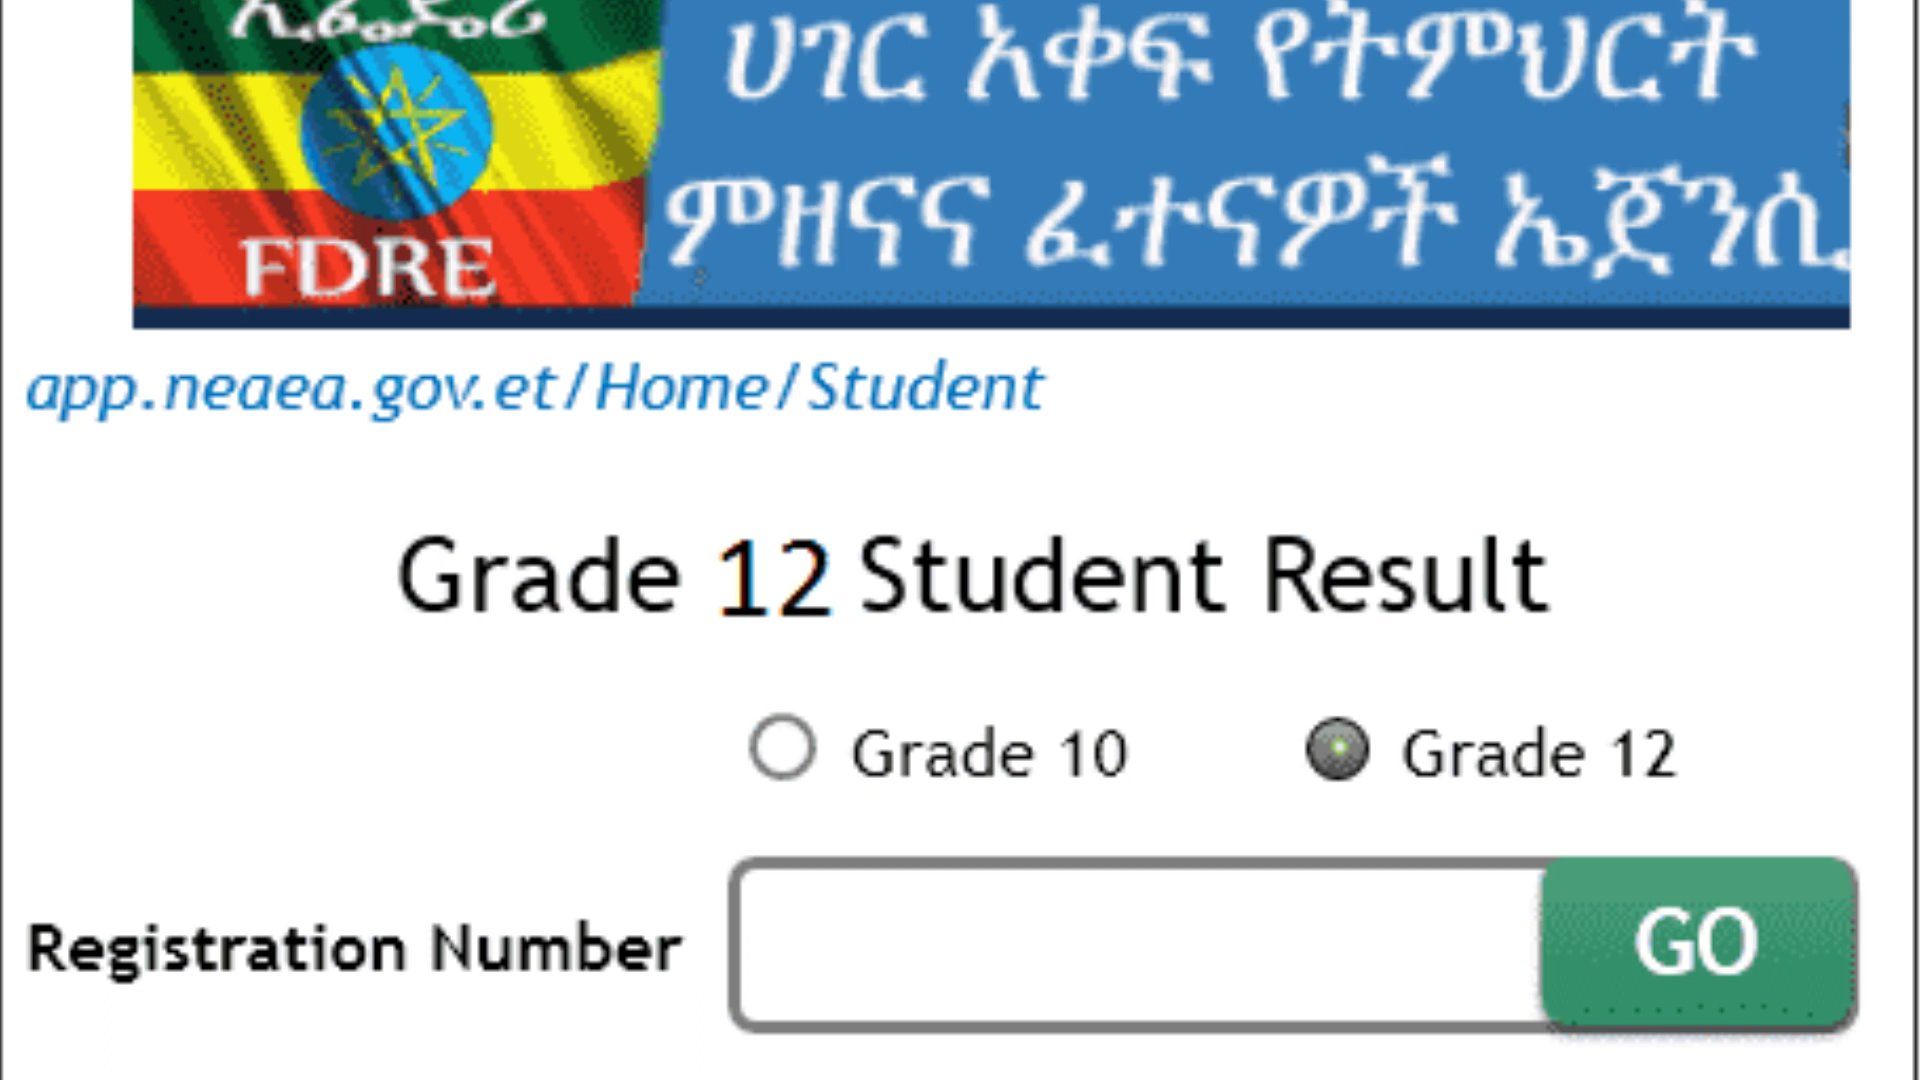 ኢ.ፌ.ዴ.ሪ
FDRE
ሀገር አቀፍ የትምህርት
ምዘናና ፈተናዎች ኤጀንሲ
app.neaea.gov.et/Home/Student
Grade 12 Student Result
Grade 10 Grade 12
Registration Number GO